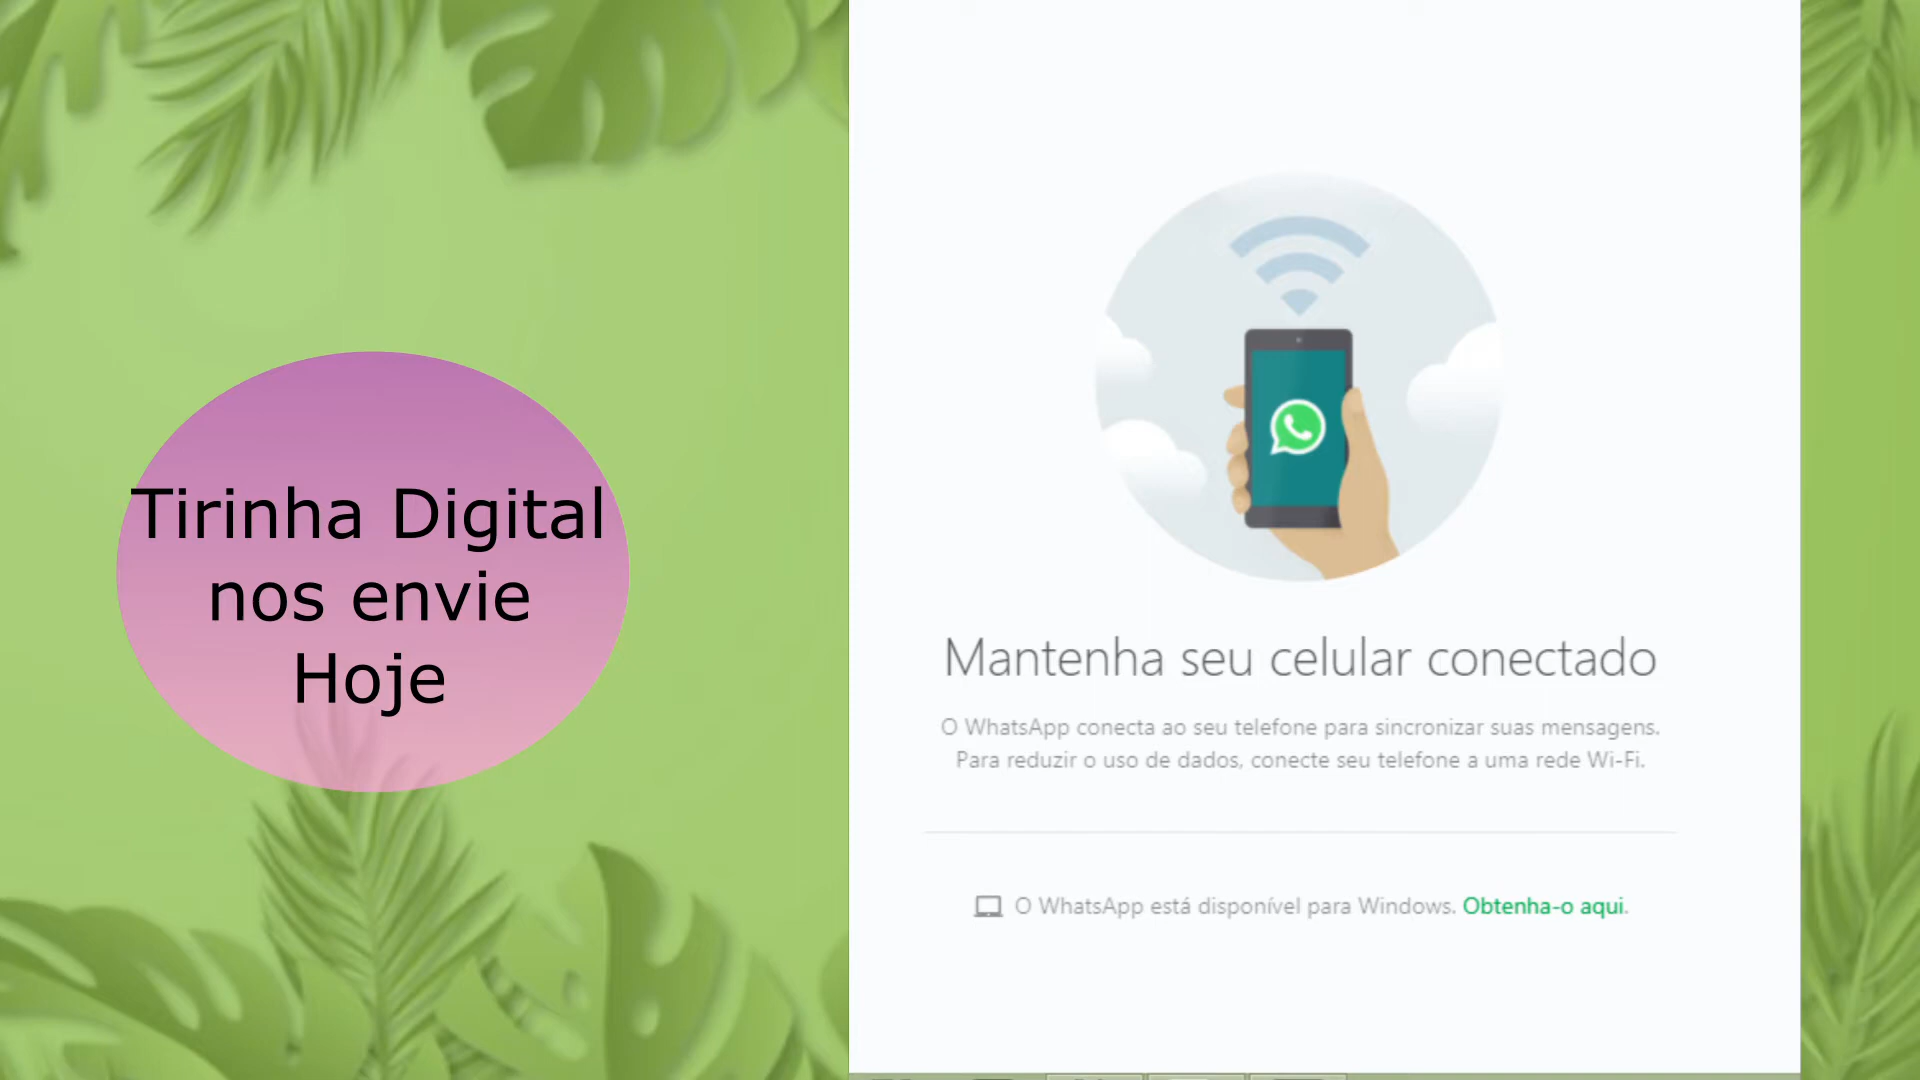 Tirinha Digital
nos envie
Hoje
Mantenha seu celular conectado
O WhatsApp conecta ao seu telefone para sincronizar suas mensagens.
Para reduzir o uso de dados, conecte seu telefone a uma rede Wi-Fi.
O WhatsApp está disponível para Windows. Obtenha-o aqui.